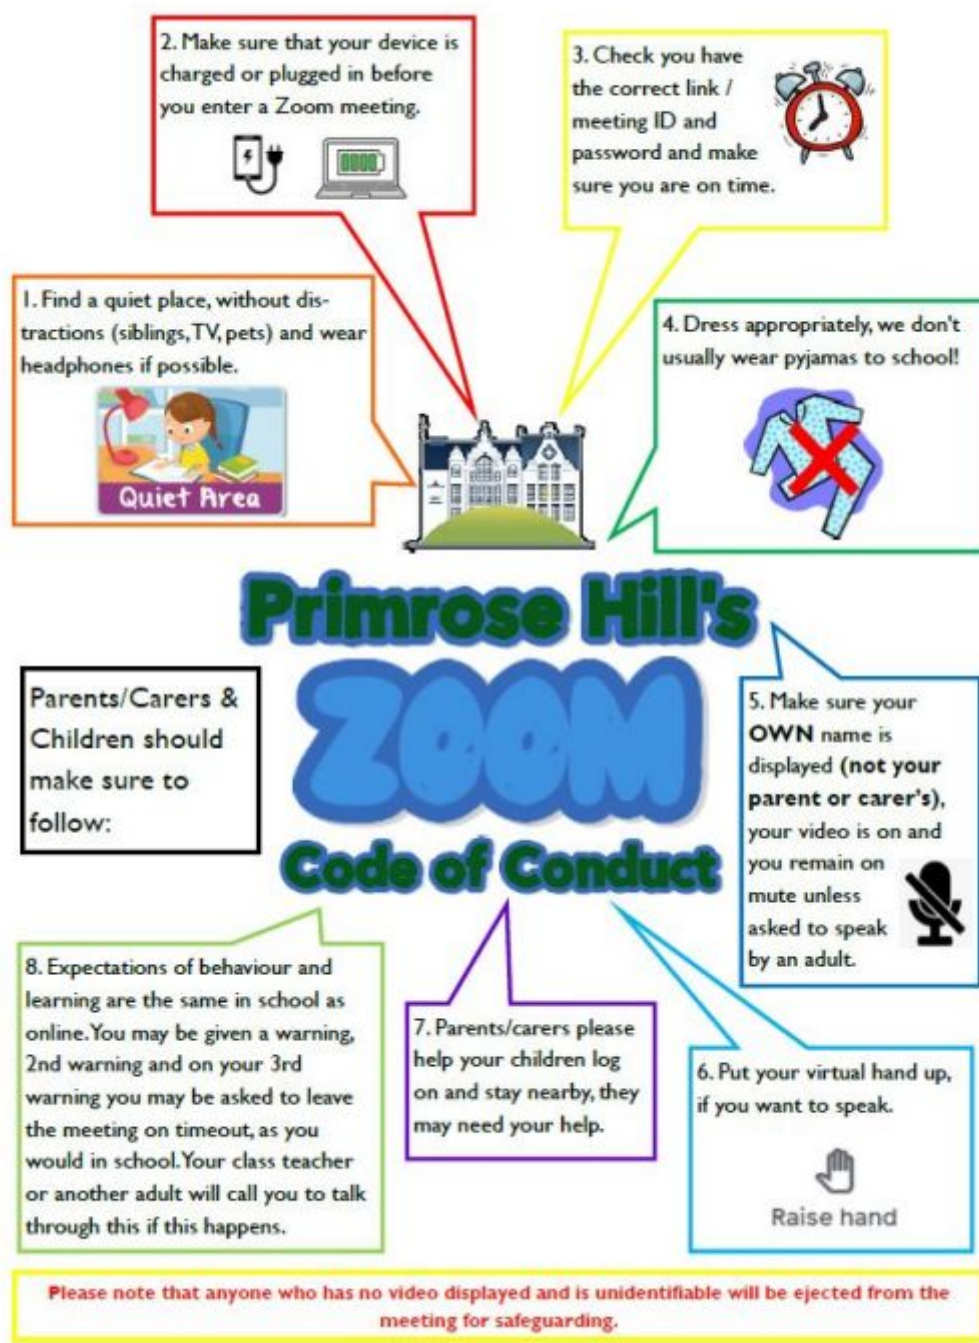 2. Make sure that your device is
charged or plugged in before
you enter a Zoom meeting.
3. Check you have
the correct link /
meeting ID and
password and make
sure you are on time.
1. Find a quiet place, without dis-
tractions (siblings, TV, pets) and wear
headphones if possible.
Quiet Area
4. Dress appropriately, we don't
usually wear pyjamas to school!
Primrose Hill's
ZOOM
Code of Conduct
Parents/Carers &
Children should
make sure to
follow:
5. Make sure your
OWN name is
displayed (not your
parent or carer's),
your video is on and
you remain on
mute unless
asked to speak
by an adult.
8. Expectations of behaviour and
learning are the same in school as
online. You may be given a warning,
2nd warning and on your 3rd
warning you may be asked to leave
the meeting on timeout, as you
would in school. Your class teacher
or another adult will call you to talk
through this if this happens.
7. Parents/carers please
help your children log
on and stay nearby, they
may need your help.
6. Put your virtual hand up,
if you want to speak.
Raise hand
Please note that anyone who has no video displayed and is unidentifiable will be ejected from the
meeting for safeguarding.